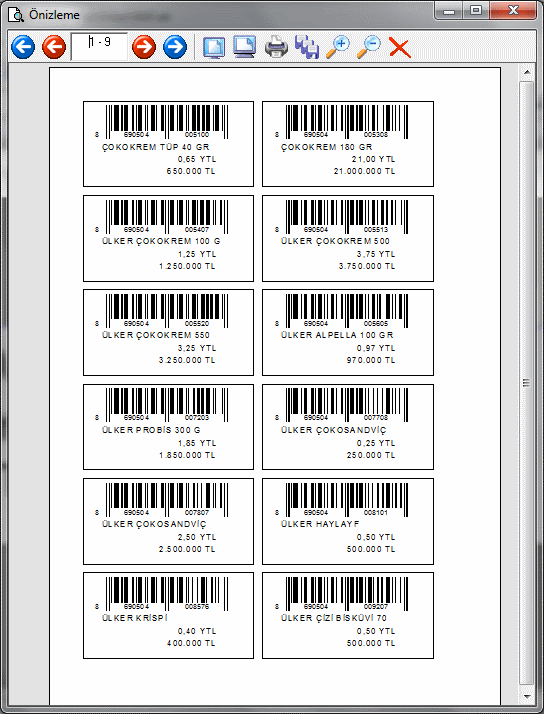 Önizleme
1 - 9
8 690504 005100
ÇOKOKREM TÜP 40 GR
0,65 YTL
650.000 TL
8 690504 005308
ÇOKOKREM 180 GR
21,00 YTL
21.000.000 TL
8 690504 005407
ÜLKER ÇOKOKREM 100 G
1,25 YTL
1.250.000 TL
8 690504 005513
ÜLKER ÇOKOKREM 500
3,75 YTL
3.750.000 TL
8 690504 005520
ÜLKER ÇOKOKREM 550
3,25 YTL
3.250.000 TL
8 690504 005605
ÜLKER ALPELLA 100 GR
0,97 YTL
970.000 TL
8 690504 007203
ÜLKER PROBİS 300 G
1,85 YTL
1.850.000 TL
8 690504 007708
ÜLKER ÇOKOSANDVİÇ
0,25 YTL
250.000 TL
8 690504 007807
ÜLKER ÇOKOSANDVİÇ
2,50 YTL
2.500.000 TL
8 690504 008101
ÜLKER HAYLAYF
0,50 YTL
500.000 TL
8 690504 008576
ÜLKER KRİSPİ
0,40 YTL
400.000 TL
8 690504 009207
ÜLKER ÇİZİ BİSKÜVİ 70
0,50 YTL
500.000 TL